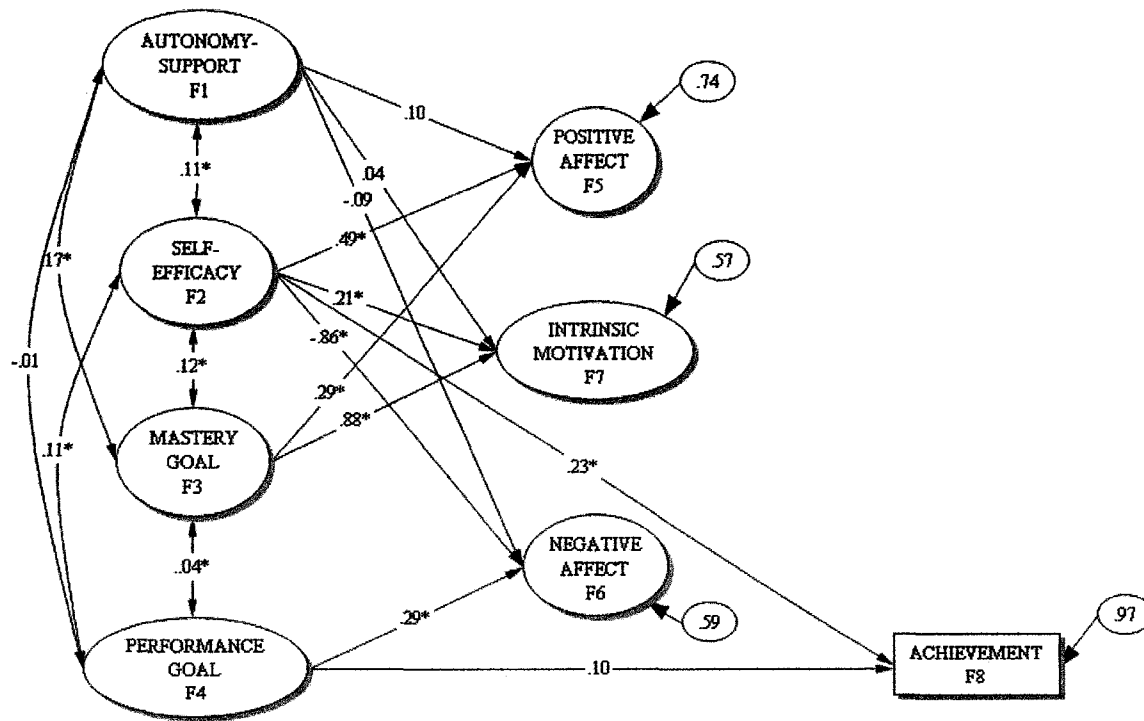 AUTONOMY-
SUPPORT
F1
.74
.10
POSITIVE
AFFECT
F5
.04
-.09
.11*
.49*
SELF-
EFFICACY
F2
.17*
.57
.21*
INTRINSIC
MOTIVATION
F7
-.86*
-.01
.12*
.29*
.88*
MASTERY
GOAL
F3
.11*
.23*
NEGATIVE
AFFECT
F6
.04*
.29*
.59
.97
PERFORMANCE
GOAL
F4
.10
ACHIEVEMENT
F8